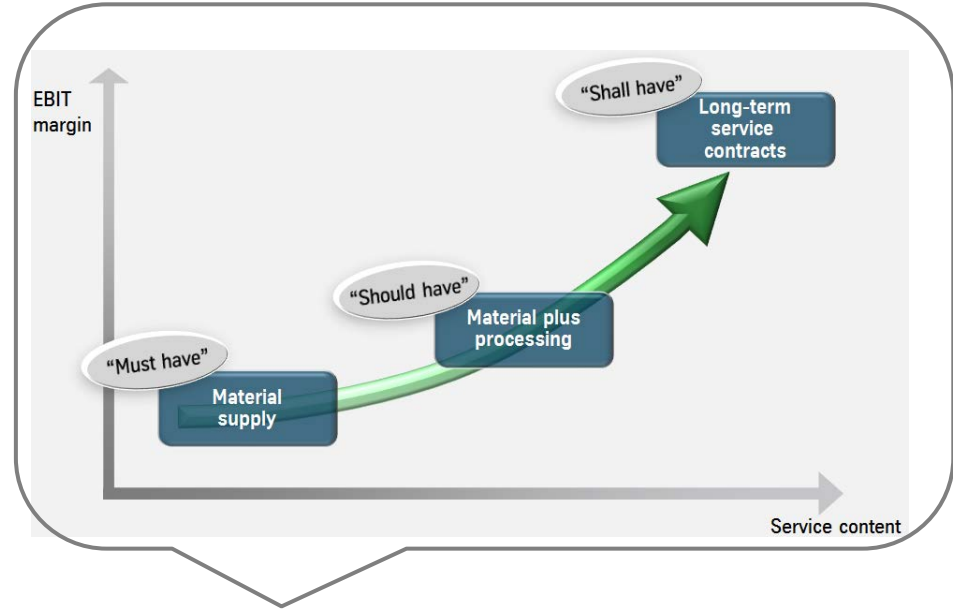 EBIT
margin
“Shall have”
Long-term
service
contracts
“Should have”
Material plus
processing
“Must have”
Material
supply
Service content